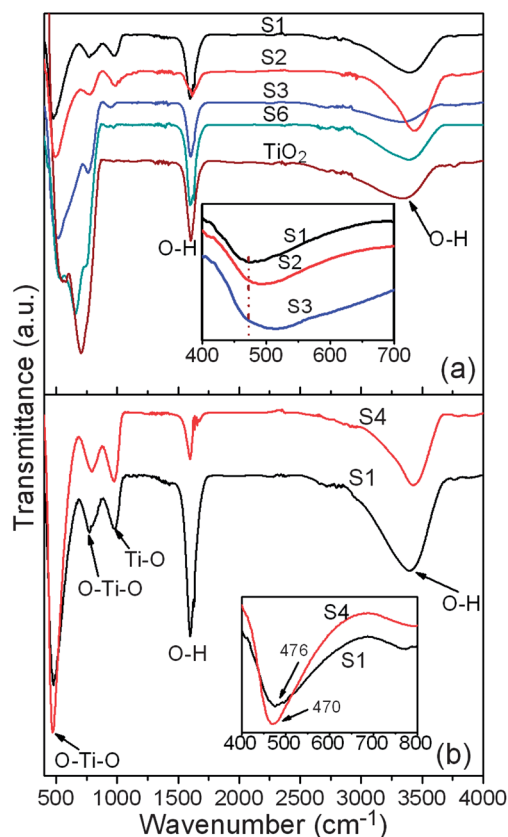 S1
S2
S3
S6
TiO2
O-H
O-H
S1
S2
S3
400 500 600 700
(a)
Transmittance (a.u.)
S4
S1
Ti-O
O-Ti-O
O-H
O-H
S4
476
S1
470
400 500 600 700 800
O-Ti-O
(b)
500 1000 1500 2000 2500 3000 3500 4000
Wavenumber (cm-1)